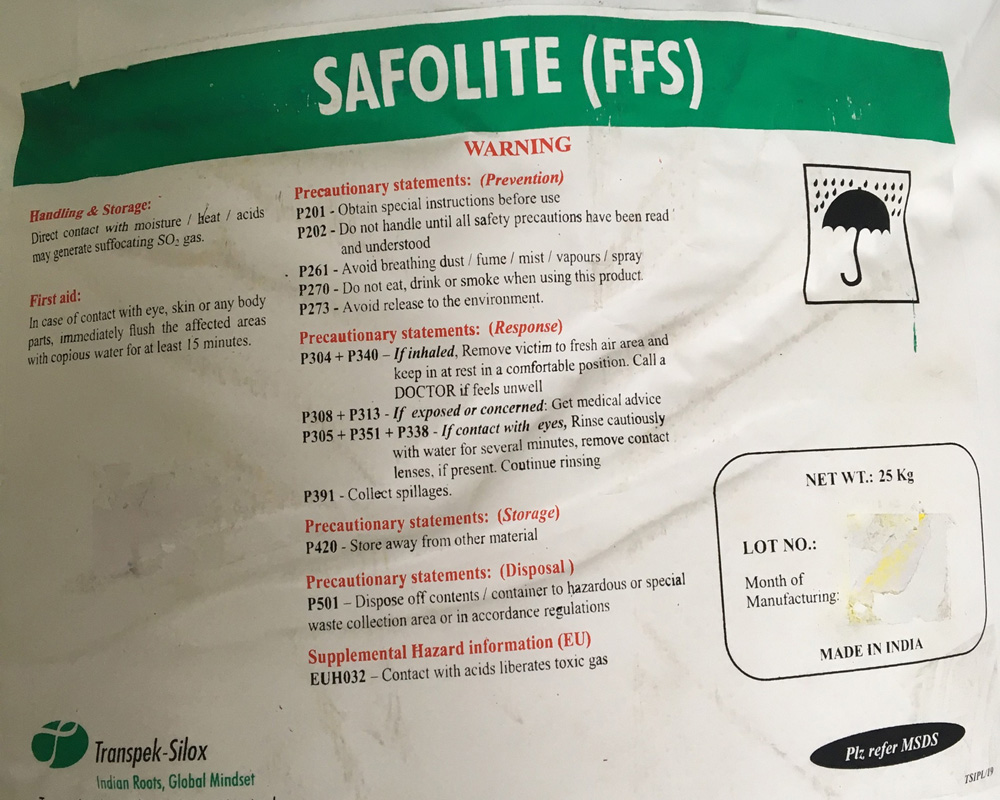 SAFOLITE (FFS)
WARNING
Handling & Storage:
Direct contact with moisture / heat / acids
may generate suffocating SO₂ gas.
First aid:
In case of contact with eye, skin or any body
parts, immediately flush the affected areas
with copious water for at least 15 minutes.
Precautionary statements: (Prevention)
P201 - Obtain special instructions before use
P202 - Do not handle until all safety precautions have been read
and understood
P261 - Avoid breathing dust / fume / mist / vapours / spray
P270 - Do not eat, drink or smoke when using this product.
P273 - Avoid release to the environment.
Precautionary statements: (Response)
P304 + P340 – If inhaled, Remove victim to fresh air area and
keep in at rest in a comfortable position. Call a
DOCTOR if feels unwell
P308 + P313 - If exposed or concerned: Get medical advice
P305 + P351 + P338 - If contact with eyes, Rinse cautiously
with water for several minutes, remove contact
lenses, if present. Continue rinsing
P391 - Collect spillages.
Precautionary statements: (Storage)
P420 - Store away from other material
Precautionary statements: (Disposal )
P501 – Dispose off contents / container to hazardous or special
waste collection area or in accordance regulations
Supplemental Hazard information (EU)
EUH032 – Contact with acids liberates toxic gas
NET WT.: 25 Kg
LOT NO.:
Month of
Manufacturing:
MADE IN INDIA
Transpek-Silox
Indian Roots, Global Mindset
Plz refer MSDS
TSIPL/19